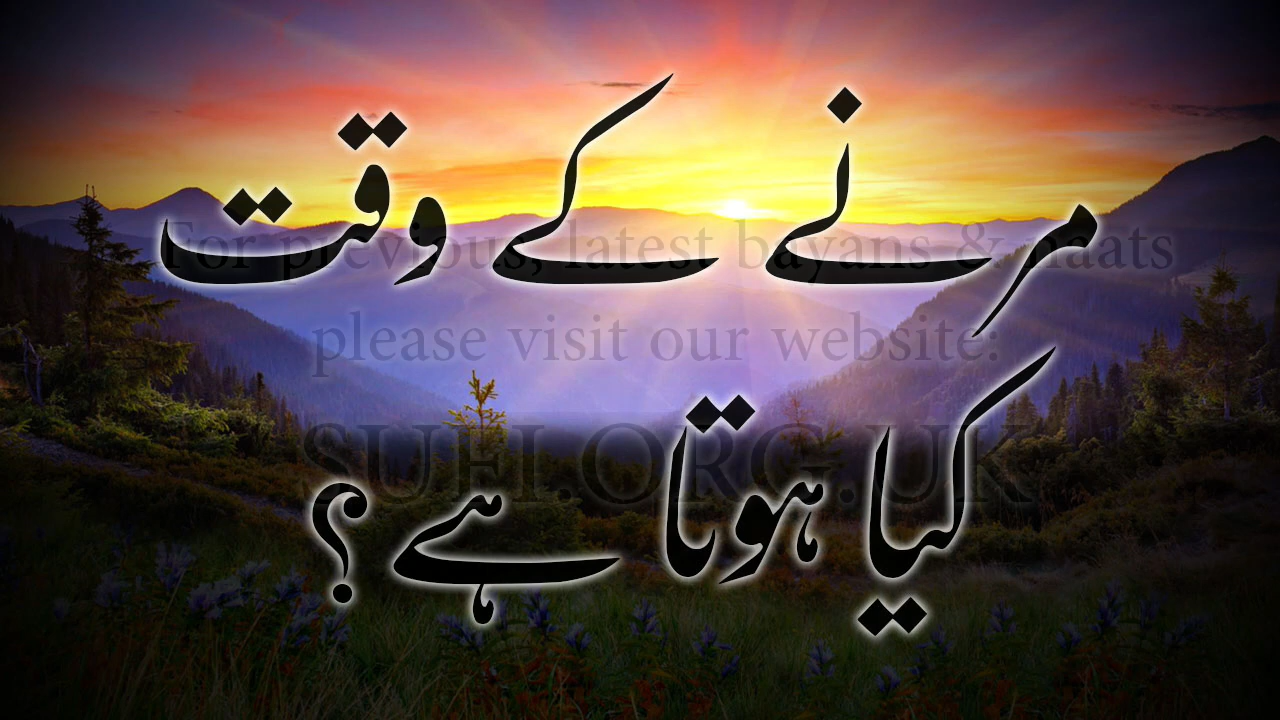 مرنے کے وقت
For previous, latest bayans & naats
please visit our website:
SUFI.ORG.UK
کیا ہوتا ہے؟